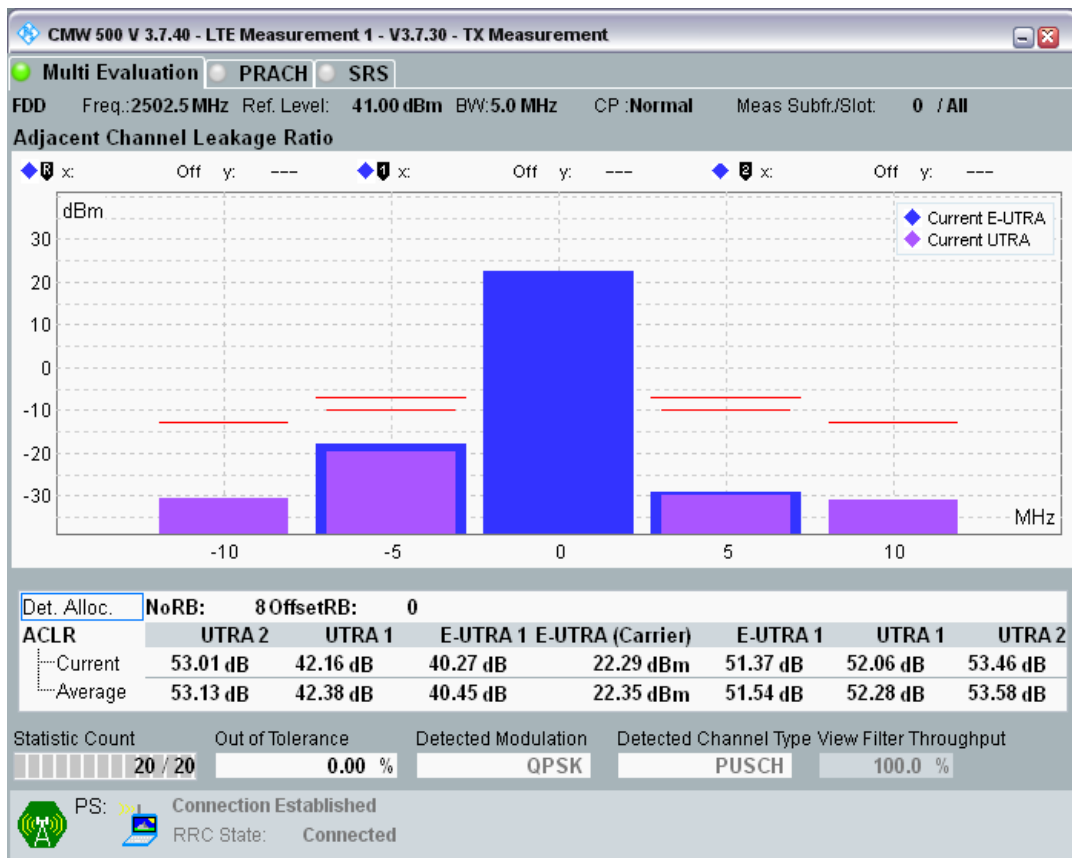 CMW 500 V 3.7.40 - LTE Measurement 1 - V3.7.30 - TX Measurement
Multi Evaluation PRACH SRS
FDD Freq.:2502.5 MHz Ref. Level: 41.00 dBm BW:5.0 MHz CP :Normal Meas Subfr./Slot: 0 / All
Adjacent Channel Leakage Ratio
R x: Off y: --- 1 x: Off y: --- 2 x: Off y: ---
dBm
Current E-UTRA
Current UTRA
30
20
10
0
-10
-20
-30
MHz
-10 -5 0 5 10
Det. Alloc. NoRB: 8 OffsetRB: 0
ACLR UTRA 2 UTRA 1 E-UTRA 1 E-UTRA (Carrier) E-UTRA 1 UTRA 1 UTRA 2
Current 53.01 dB 42.16 dB 40.27 dB 22.29 dBm 51.37 dB 52.06 dB 53.46 dB
Average 53.13 dB 42.38 dB 40.45 dB 22.35 dBm 51.54 dB 52.28 dB 53.58 dB
Statistic Count Out of Tolerance Detected Modulation Detected Channel Type View Filter Throughput
20 / 20 0.00 % QPSK PUSCH 100.0 %
PS: Connection Established
RRC State: Connected